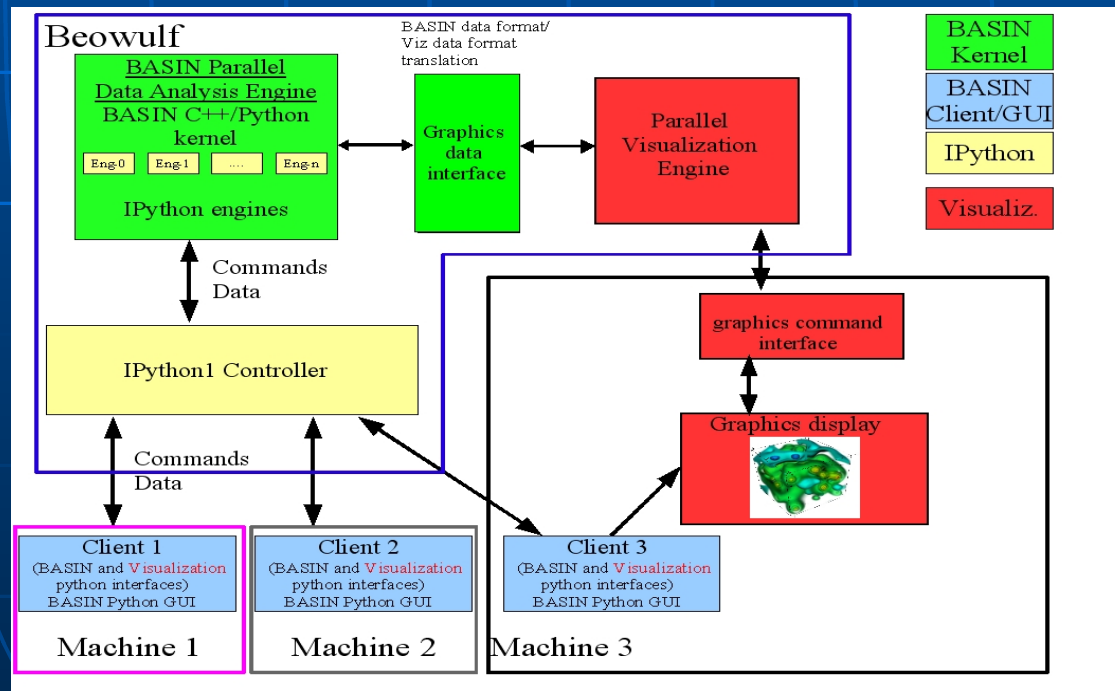 Beowulf
BASIN data format/
Viz data format
translation
BASIN Parallel
Data Analysis Engine
BASIN C++/Python
kernel
Eng-0
Eng-1
....
Eng-n
IPython engines
Graphics
data
interface
Parallel
Visualization
Engine
BASIN
Kernel
BASIN
Client/GUI
IPython
Visualiz.
Commands
Data
IPython1 Controller
graphics command
interface
Graphics display
Commands
Data
Client 1
(BASIN and Visualization
python interfaces)
BASIN Python GUI
Machine 1
Client 2
(BASIN and Visualization
python interfaces)
BASIN Python GUI
Machine 2
Client 3
(BASIN and Visualization
python interfaces)
BASIN Python GUI
Machine 3